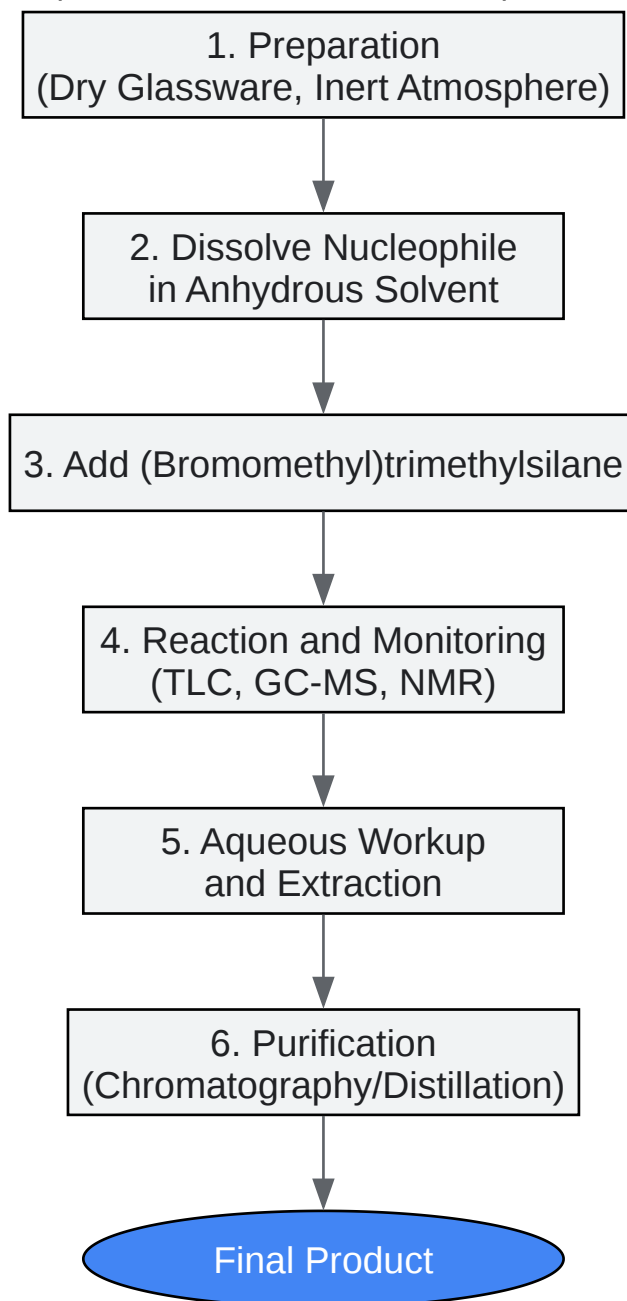 1. Preparation
(Dry Glassware, Inert Atmosphere)
2. Dissolve Nucleophile
in Anhydrous Solvent
3. Add (Bromomethyl)trimethylsilane
4. Reaction and Monitoring
(TLC, GC-MS, NMR)
5. Aqueous Workup
and Extraction
6. Purification
(Chromatography/Distillation)
Final Product